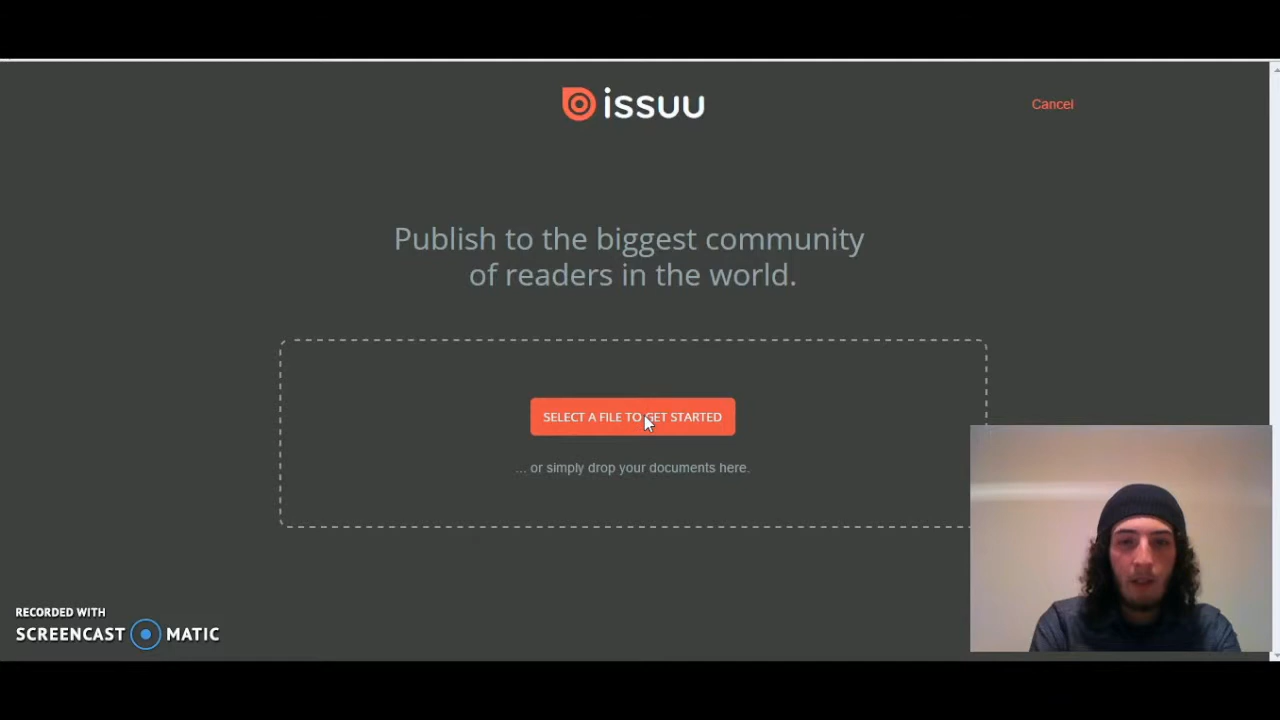 issuu
Cancel
Publish to the biggest community
of readers in the world.
SELECT A FILE TO GET STARTED
... or simply drop your documents here.
RECORDED WITH
SCREENCAST MATIC